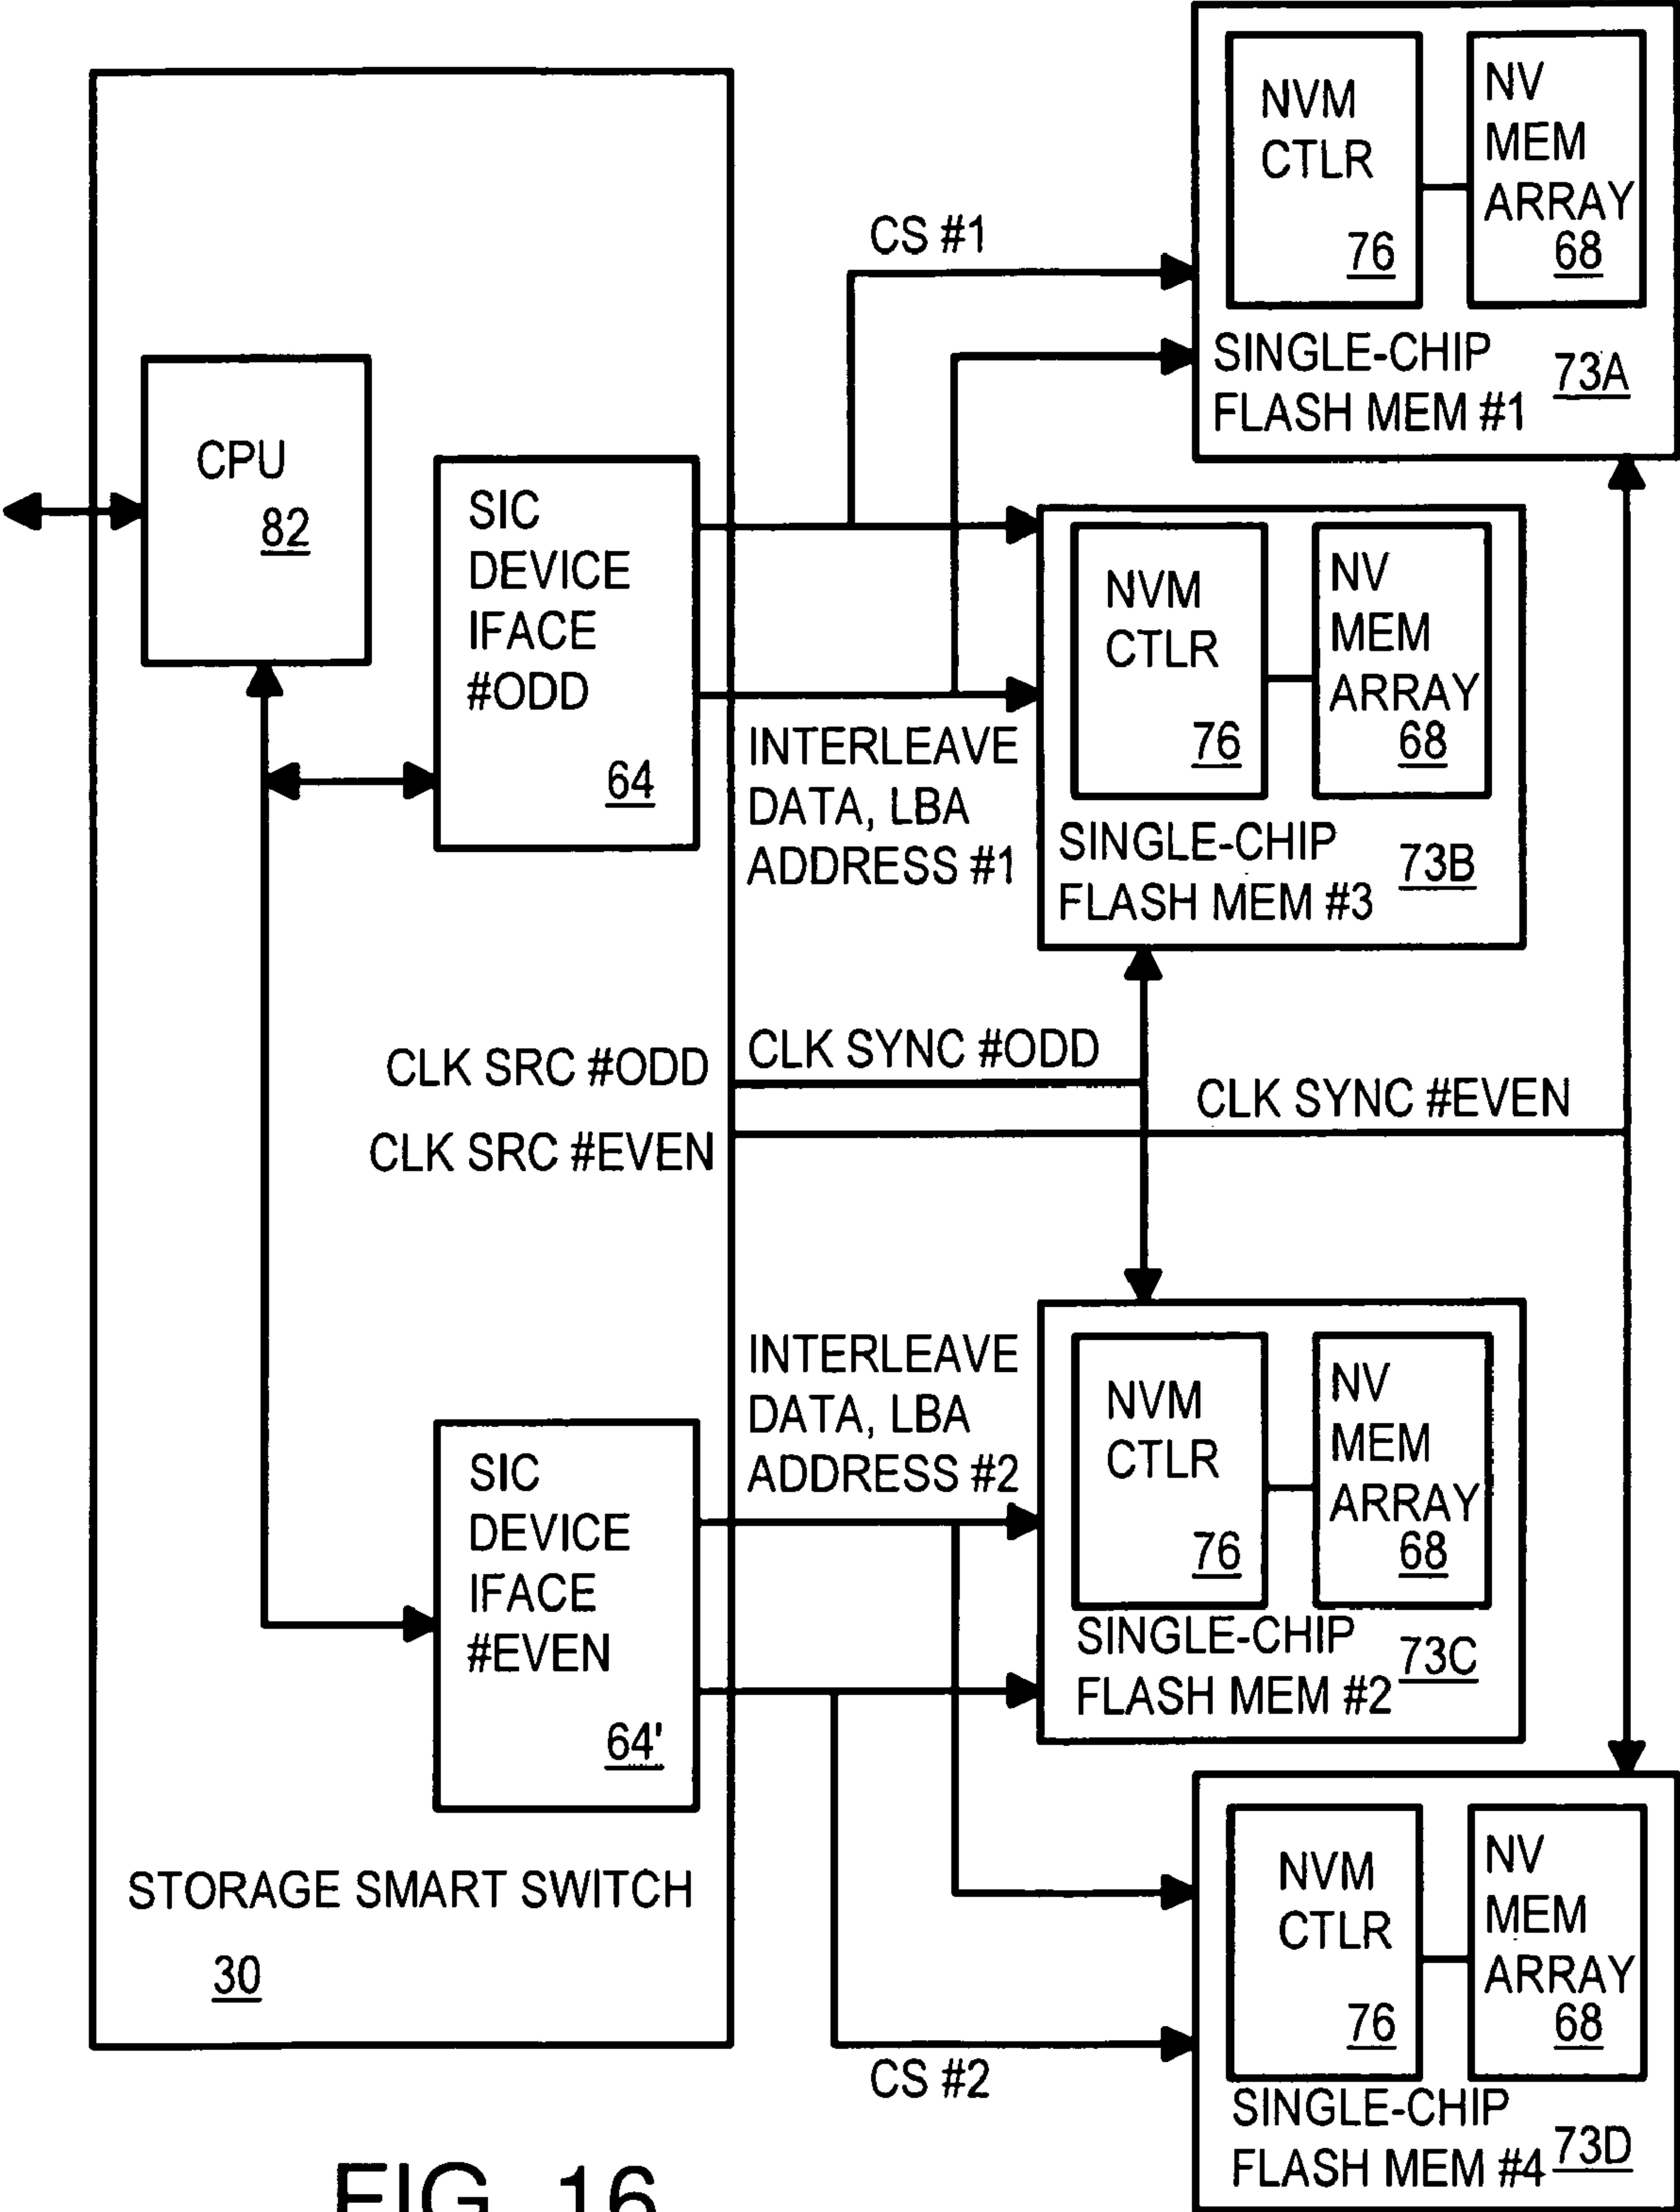 NVM
CTLR
76
NV
MEM
ARRAY
68
SINGLE-CHIP
FLASH MEM #1
73A
CS #1
CPU
82
SIC
DEVICE
IFACE
#ODD
64
INTERLEAVE
DATA, LBA
ADDRESS #1
NVM
CTLR
76
NV
MEM
ARRAY
68
SINGLE-CHIP
FLASH MEM #3
73B
CLK SRC #ODD
CLK SYNC #ODD
CLK SRC #EVEN
CLK SYNC #EVEN
INTERLEAVE
DATA, LBA
ADDRESS #2
SIC
DEVICE
IFACE
#EVEN
64'
NVM
CTLR
76
NV
MEM
ARRAY
68
SINGLE-CHIP
FLASH MEM #2
73C
STORAGE SMART SWITCH
30
CS #2
NVM
CTLR
76
NV
MEM
ARRAY
68
SINGLE-CHIP
FLASH MEM #4
73D
FIG. 16